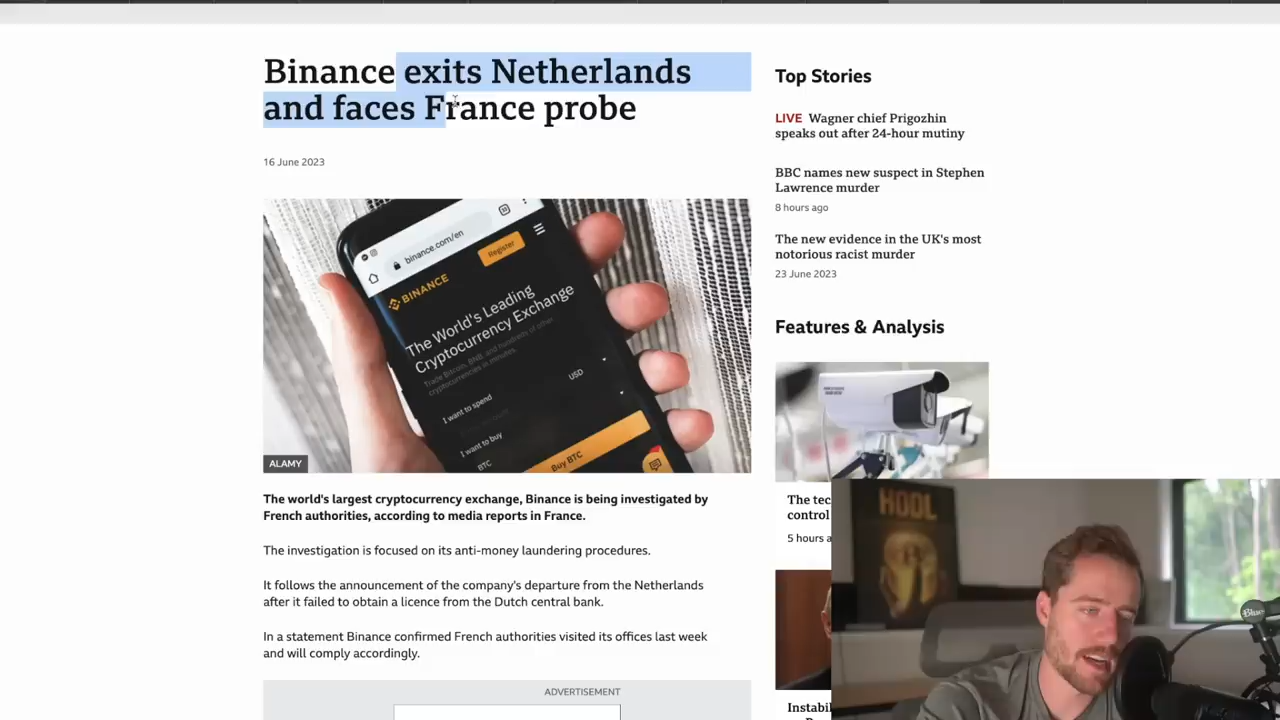 Binance exits Netherlands
and faces France probe
16 June 2023
binance.com/en
Register
BINANCE
The World's Leading
Cryptocurrency Exchange
Trade Bitcoin, BNB, and hundreds of other
cryptocurrencies in minutes.
USD
I want to spend
I want to buy
BTC
Buy BTC
ALAMY
The world's largest cryptocurrency exchange, Binance is being investigated by
French authorities, according to media reports in France.
The investigation is focused on its anti-money laundering procedures.
It follows the announcement of the company's departure from the Netherlands
after it failed to obtain a licence from the Dutch central bank.
In a statement Binance confirmed French authorities visited its offices last week
and will comply accordingly.
ADVERTISEMENT
Top Stories
LIVE Wagner chief Prigozhin
speaks out after 24-hour mutiny
BBC names new suspect in Stephen
Lawrence murder
8 hours ago
The new evidence in the UK's most
notorious racist murder
23 June 2023
Features & Analysis
The tec
control
5 hours a
Instabil
HODL
Blue